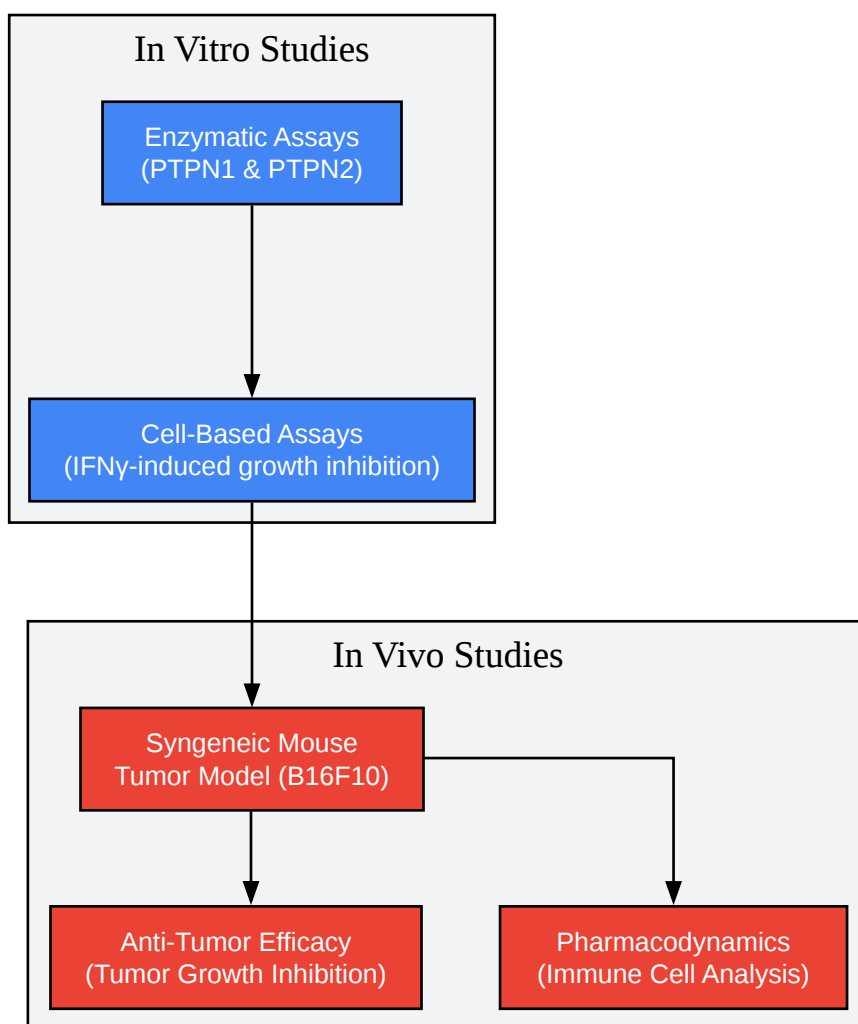 In Vitro Studies
Enzymatic Assays
(PTPN1 & PTPN2)
Cell-Based Assays
(IFNγ-induced growth inhibition)
In Vivo Studies
Syngeneic Mouse
Tumor Model (B16F10)
Anti-Tumor Efficacy
(Tumor Growth Inhibition)
Pharmacodynamics
(Immune Cell Analysis)